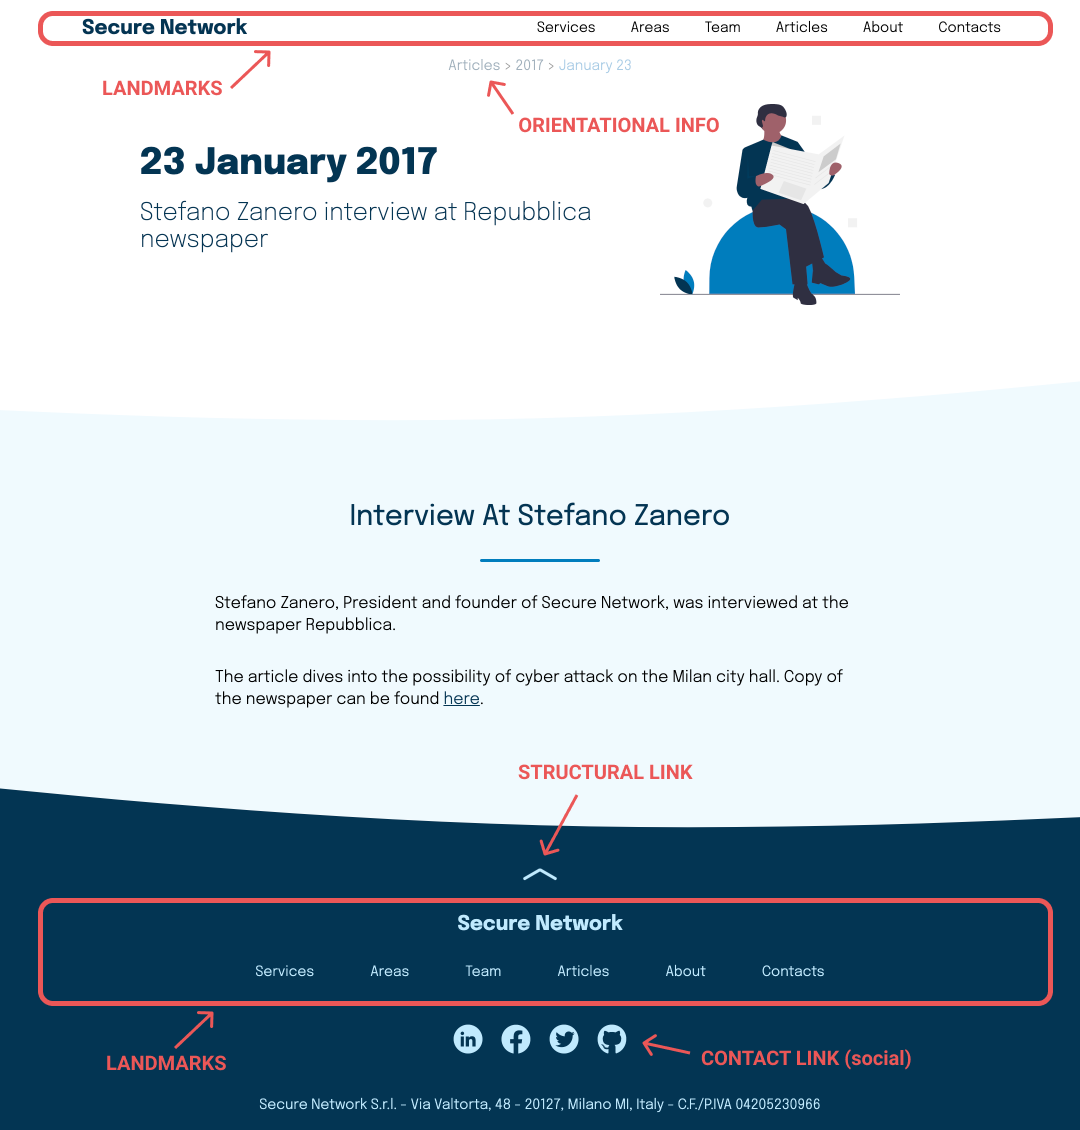 Secure Network Services Areas Team Articles About Contacts
Articles > 2017 > January 23
LANDMARKS
ORIENTATIONAL INFO
23 January 2017
Stefano Zanero interview at Repubblica
newspaper
Interview At Stefano Zanero
Stefano Zanero, President and founder of Secure Network, was interviewed at the
newspaper Repubblica.
The article dives into the possibility of cyber attack on the Milan city hall. Copy of
the newspaper can be found here.
STRUCTURAL LINK
Secure Network
Services Areas Team Articles About Contacts
LANDMARKS
CONTACT LINK (social)
Secure Network S.r.l. - Via Valtorta, 48 - 20127, Milano MI, Italy - C.F./P.IVA 04205230966